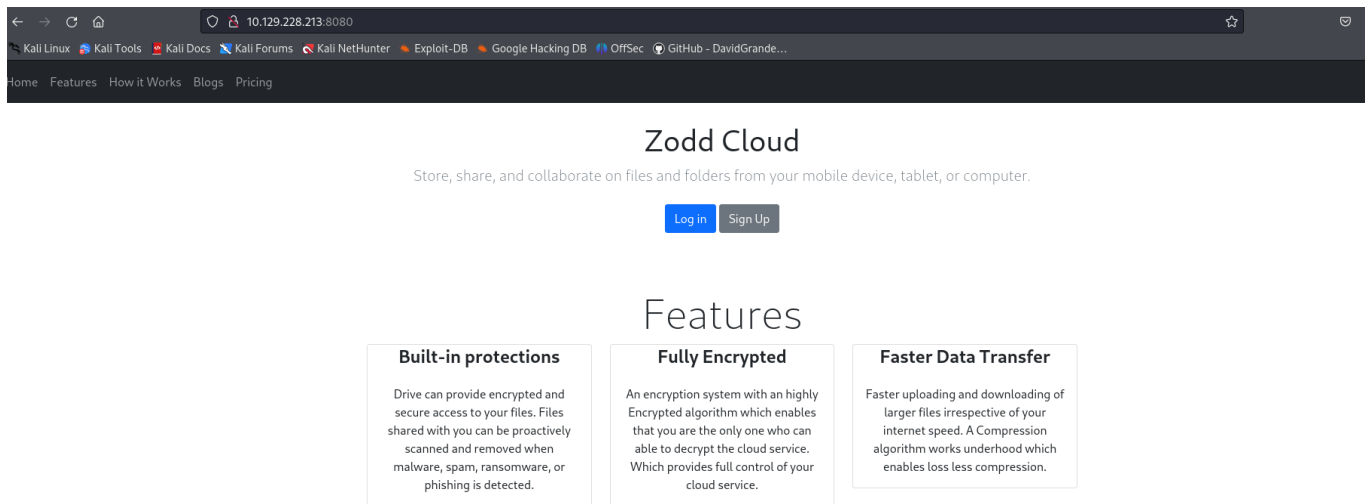 10.129.228.213:8080
Kali Linux Kali Tools Kali Docs Kali Forums Kali NetHunter Exploit-DB Google Hacking DB OffSec GitHub - DavidGrande...
Home Features How it Works Blogs Pricing
Zodd Cloud
Store, share, and collaborate on files and folders from your mobile device, tablet, or computer.
Log in Sign Up
Features
Built-in protections
Drive can provide encrypted and
secure access to your files. Files
shared with you can be proactively
scanned and removed when
malware, spam, ransomware, or
phishing is detected.
Fully Encrypted
An encryption system with an highly
Encrypted algorithm which enables
that you are the only one who can
able to decrypt the cloud service.
Which provides full control of your
cloud service.
Faster Data Transfer
Faster uploading and downloading of
larger files irrespective of your
internet speed. A Compression
algorithm works underhood which
enables loss less compression.